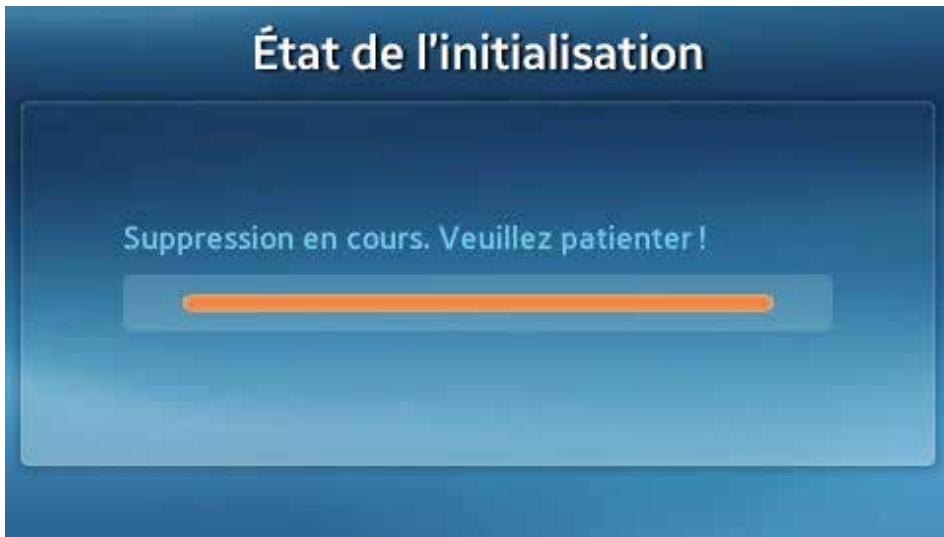 État de l'initialisation
Suppression en cours. Veuillez patienter !